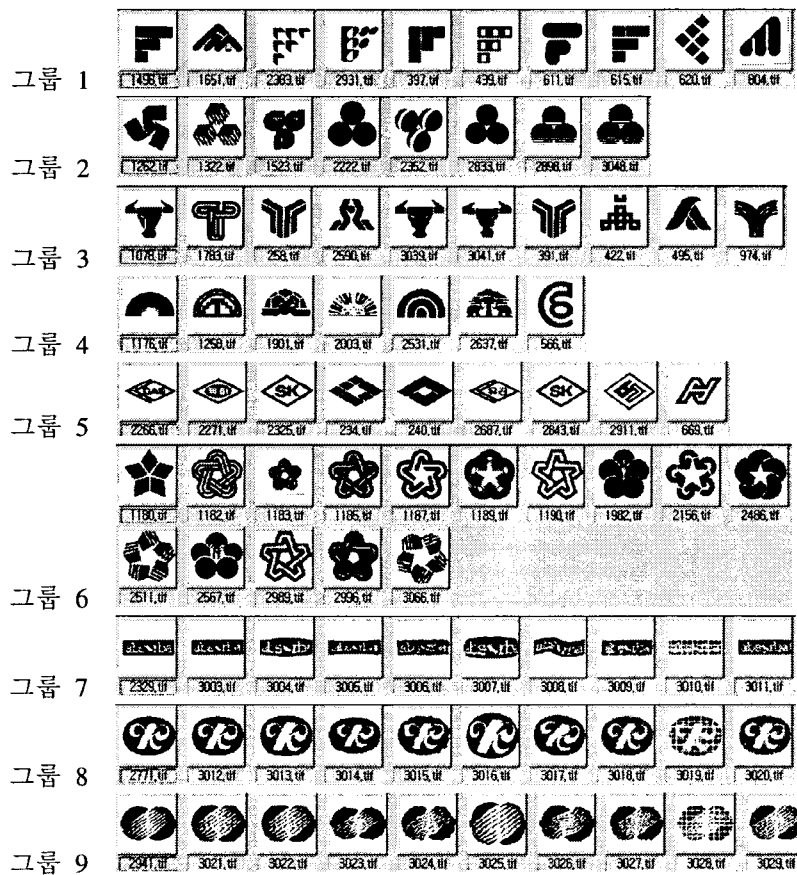 1498, tif 1651, tif 2383, tif 2931, tif 397, tif 439, tif 611, tif 615, tif 620, tif 804, tif
그룹 1
1262, tif 1322, tif 1523, tif 2222, tif 2352, tif 2833, tif 2898, tif 3048, tif
그룹 2
1078, tif 1783, tif 258, tif 2590, tif 3039, tif 3041, tif 391, tif 422, tif 495, tif 974, tif
그룹 3
1176, tif 1258, tif 1901, tif 2003, tif 2531, tif 2637, tif 566, tif
그룹 4
SK SK
2266, tif 2271, tif 2325, tif 234, tif 240, tif 2687, tif 2843, tif 2911, tif 669, tif
그룹 5
1180, tif 1182, tif 1183, tif 1185, tif 1187, tif 1189, tif 1190, tif 1982, tif 2156, tif 2486, tif
2511, tif 2567, tif 2989, tif 2996, tif 3066, tif
그룹 6
2329, tif 3003, tif 3004, tif 3005, tif 3006, tif 3007, tif 3008, tif 3009, tif 3010, tif 3011, tif
그룹 7
2771, tif 3012, tif 3013, tif 3014, tif 3015, tif 3016, tif 3017, tif 3018, tif 3019, tif 3020, tif
그룹 8
2941, tif 3021, tif 3022, tif 3023, tif 3024, tif 3025, tif 3026, tif 3027, tif 3028, tif 3029, tif
그룹 9